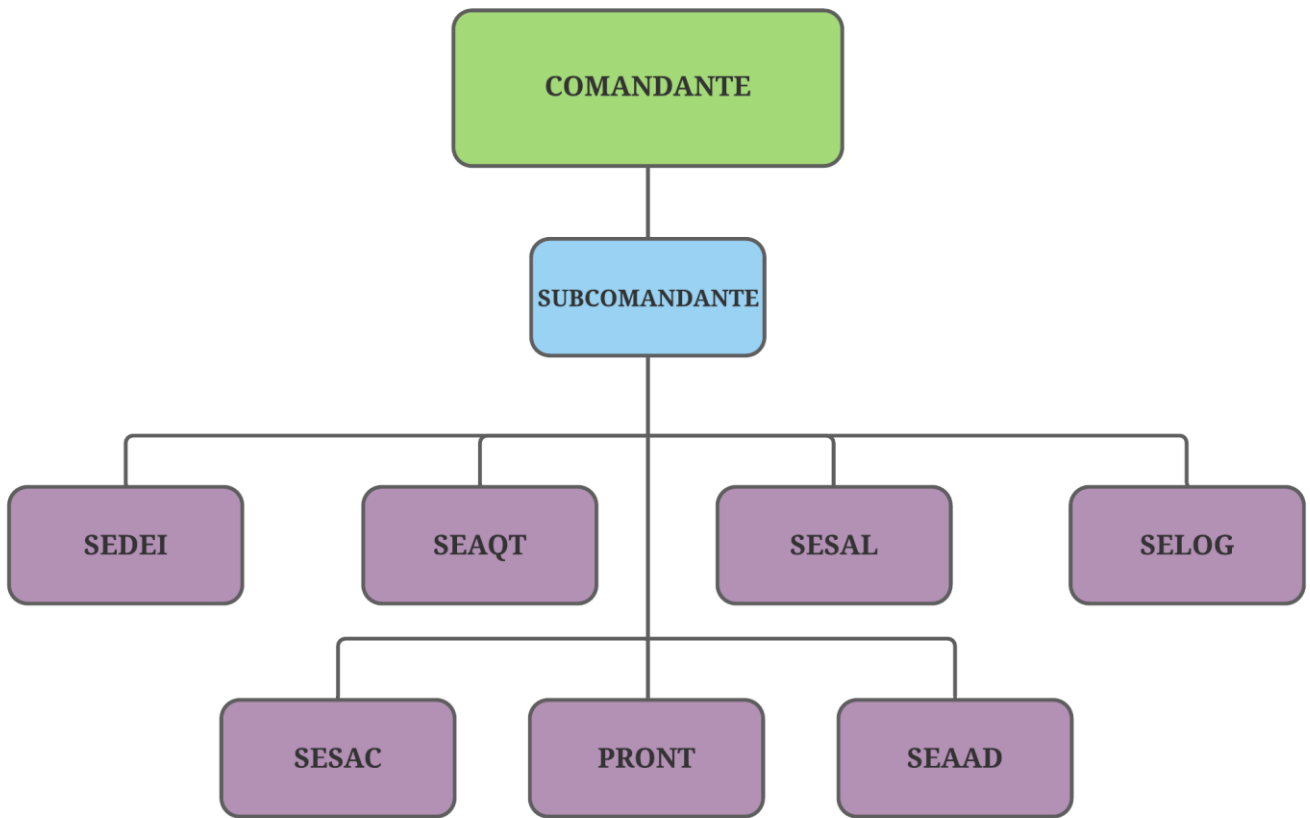 COMANDANTE
SUBCOMANDANTE
SEDEI
SEAQT
SESAL
SELOG
SESAC
PRONT
SEAAD